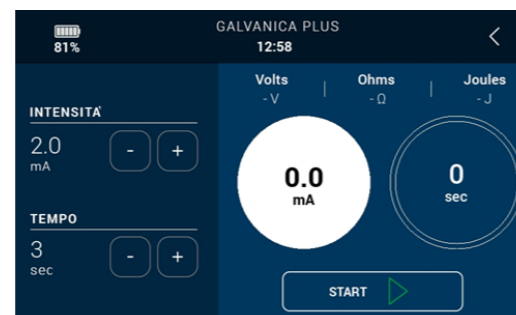 GALVANICA PLUS
81%
12:58
INTENSITA'
2.0
mA
-
+
TEMPO
3
sec
-
+
Volts
- V
Ohms
- Ω
Joules
- J
0.0
mA
0
sec
START